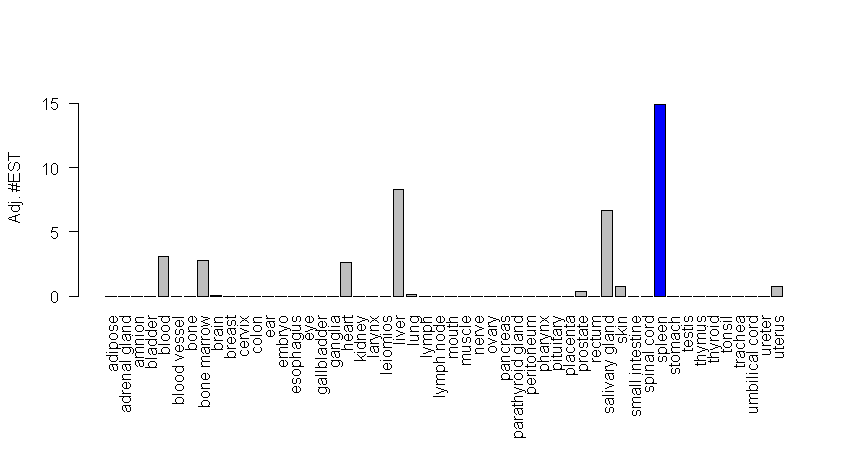 Adj. #EST
15
10
5
0
adipose
adrenal gland
amnion
bladder
blood
blood vessel
bone
bone marrow
brain
breast
cervix
colon
ear
embryo
esophagus
eye
gallbladder
ganglia
heart
kidney
larynx
leiomios
liver
lung
lymph
lymph node
mouth
muscle
nerve
ovary
pancreas
parathyroid gland
peritoneum
pharynx
pituitary
placenta
prostate
rectum
salivary gland
skin
small intestine
spinal cord
spleen
stomach
testis
thymus
thyroid
tonsil
trachea
umbilical cord
ureter
uterus